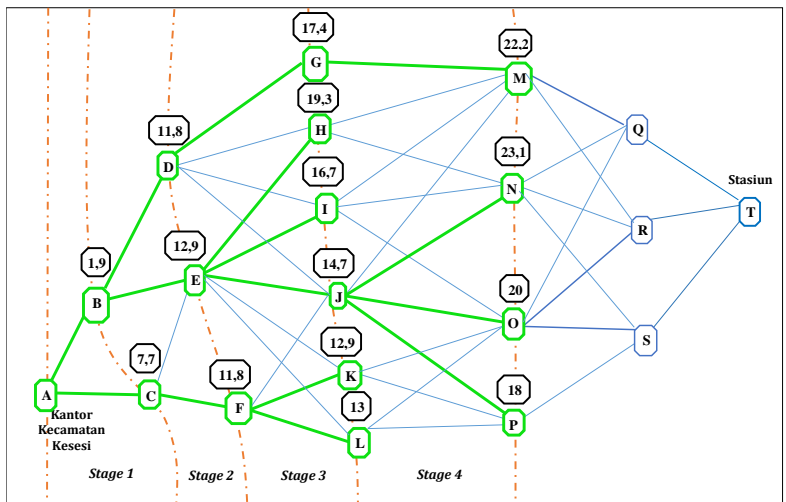 17,4
22,2
G
M
19,3
11,8
H
Q
23,1
16,7
D
Stasiun
N
I
T
12,9
R
1,9
14,7
E
20
B
J
O
12,9
S
7,7
11,8
K
18
A
C
13
F
Kantor
Kecamatan
Kesesi
P
L
Stage 1
Stage 2
Stage 3
Stage 4